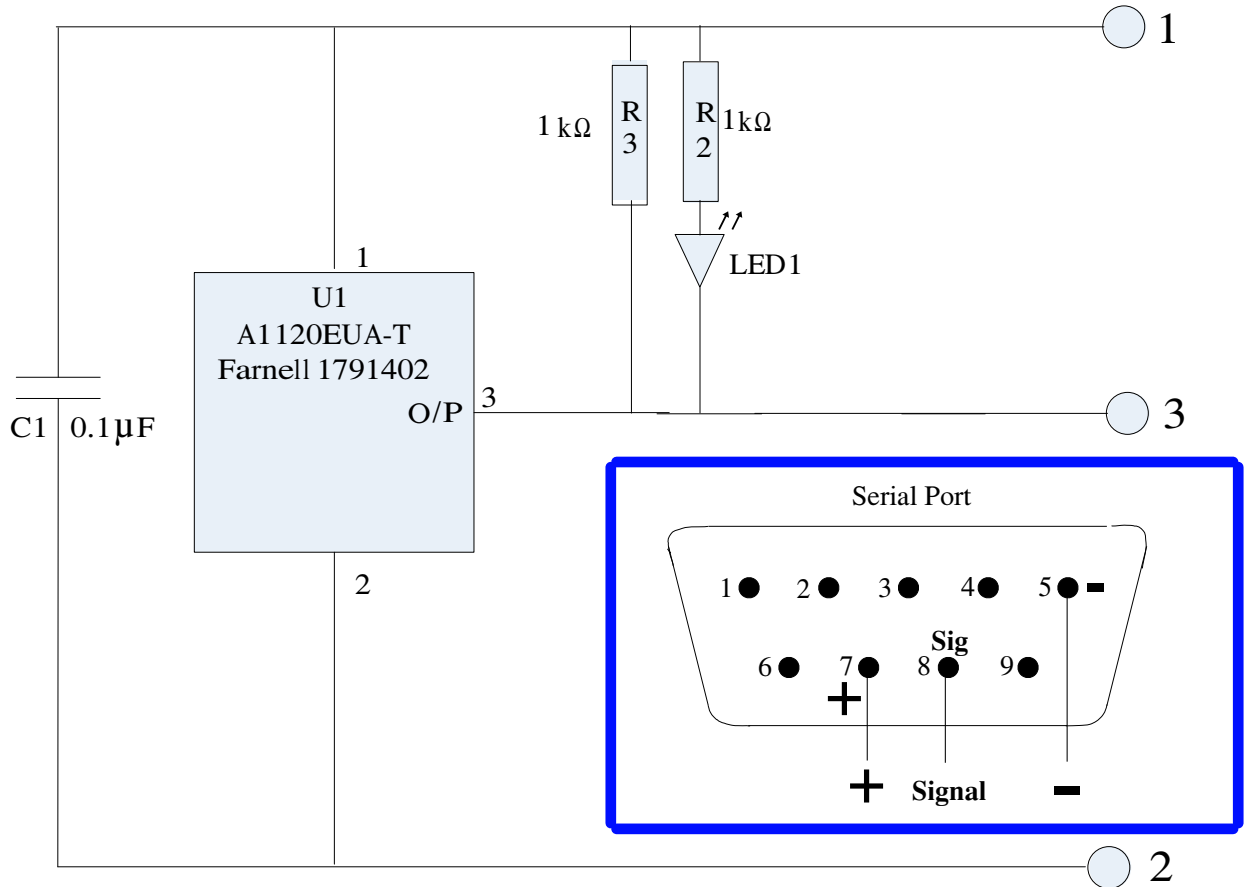 1
1 kΩ
R
3
R
2
1kΩ
LED1
1
U1
A1120EUA-T
Farnell 1791402
O/P
3
C1
0.1µF
3
2
Serial Port
1
2
3
4
5
-
Sig
6
7
8
9
+
+
Signal
-
2